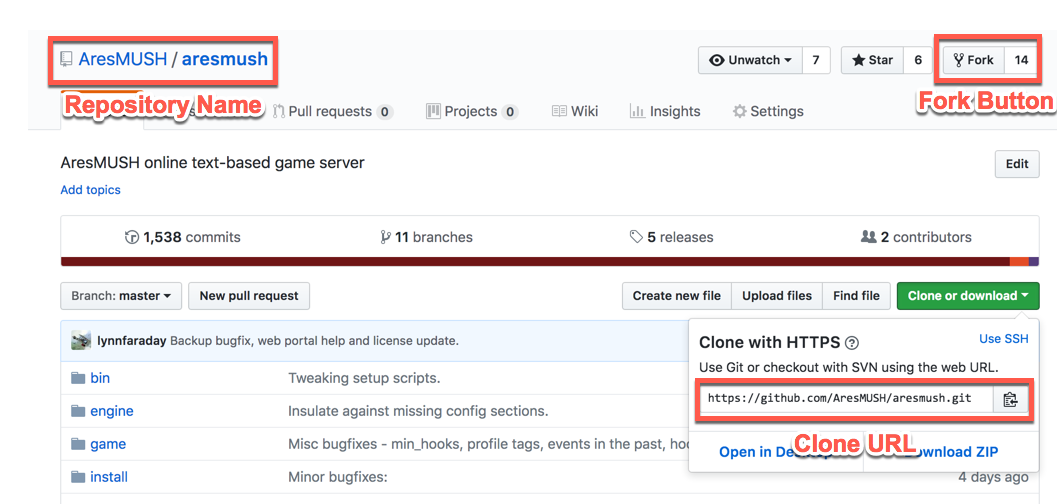 AresMUSH / aresmush
Unwatch 7
Star 6
Fork 14
Repository Name
Fork Button
Pull requests 0
Projects 0
Wiki
Insights
Settings
AresMUSH online text-based game server
Edit
Add topics
1,538 commits
11 branches
5 releases
2 contributors
Branch: master
New pull request
Create new file
Upload files
Find file
Clone or download
lynnfaraday Backup bugfix, web portal help and license update.
Clone with HTTPS ?
Use SSH
Use Git or checkout with SVN using the web URL.
bin
Tweaking setup scripts.
https://github.com/AresMUSH/aresmush.git
engine
Insulate against missing config sections.
game
Misc bugfixes - min_hooks, profile tags, events in the past,
Clone URL
Open in
ZIP
install
Minor bugfixes:
4 days ago